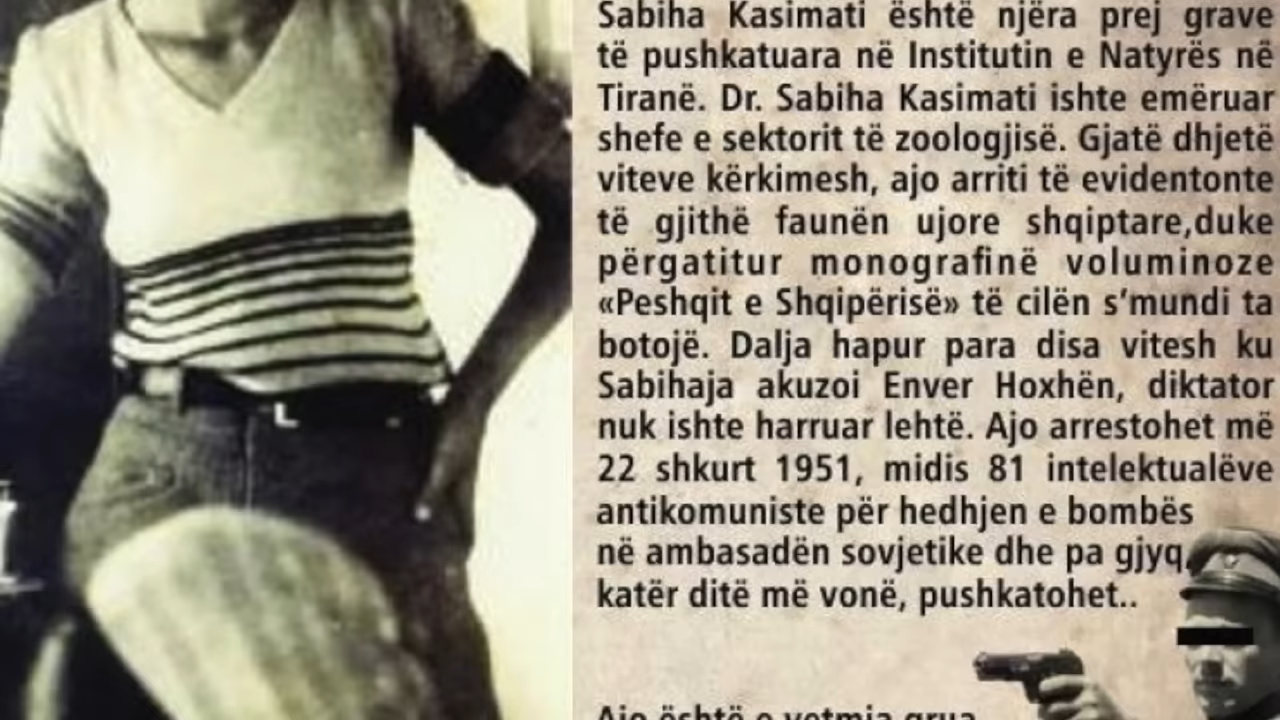 Sabiha Kasimati është njëra prej grave
të pushkatuara në Institutin e Natyrës në
Tiranë. Dr. Sabiha Kasimati ishte emëruar
shefe e sektorit të zoologjisë. Gjatë dhjetë
viteve kërkimesh, ajo arriti të evidentonte
të gjithë faunën ujore shqiptare,duke
përgatitur monografinë voluminoze
«Peshqit e Shqipërisë» të cilën s’mundi ta
botojë. Dalja hapur para disa vitesh ku
Sabihaja akuzoi Enver Hoxhën, diktator
nuk ishte harruar lehtë. Ajo arrestohet më
22 shkurt 1951, midis 81 intelektualëve
antikomuniste për hedhjen e bombës
në ambasadën sovjetike dhe pa gjyq,
katër ditë më vonë, pushkatohet..
Ajo është e vetmja grua